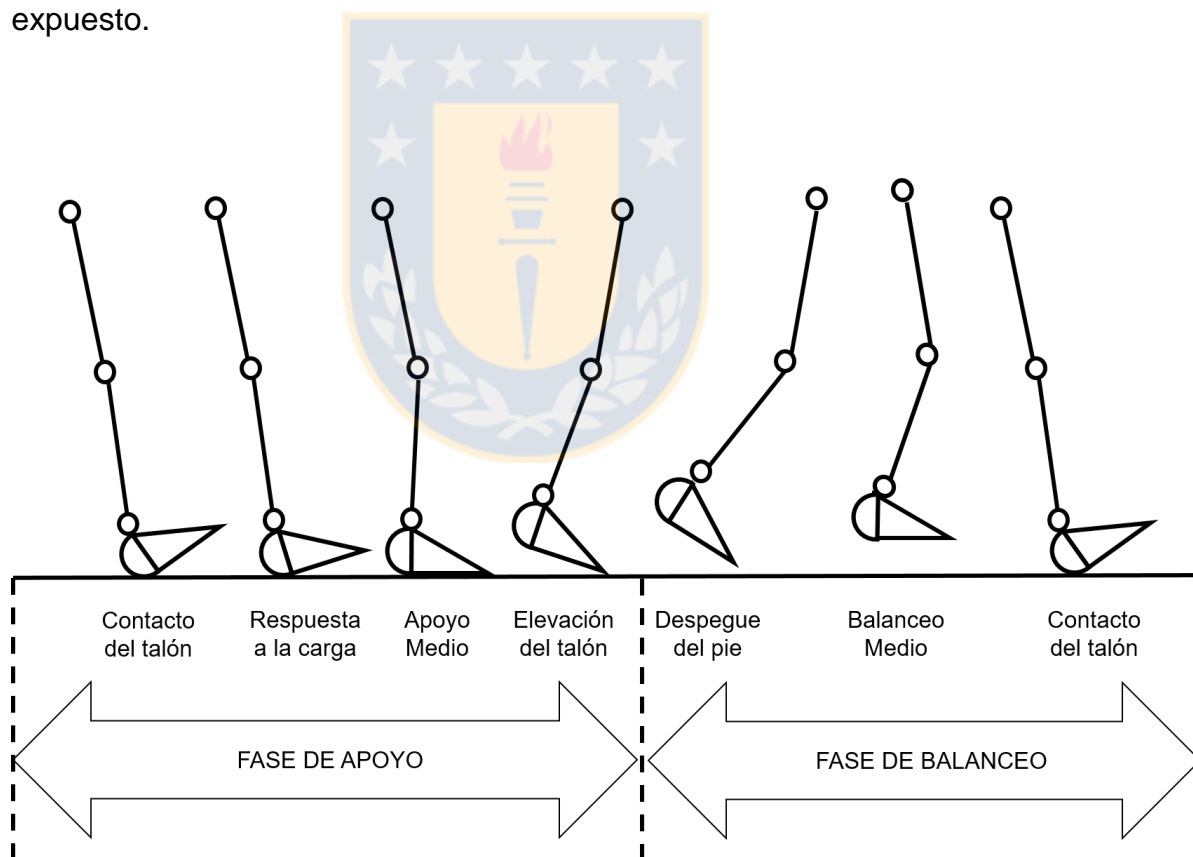 expuesto.
Contacto
del talón
Respuesta
a la carga
Apoyo
Medio
Elevación
del talón
Despegue
del pie
Balanceo
Medio
Contacto
del talón
FASE DE APOYO
FASE DE BALANCEO